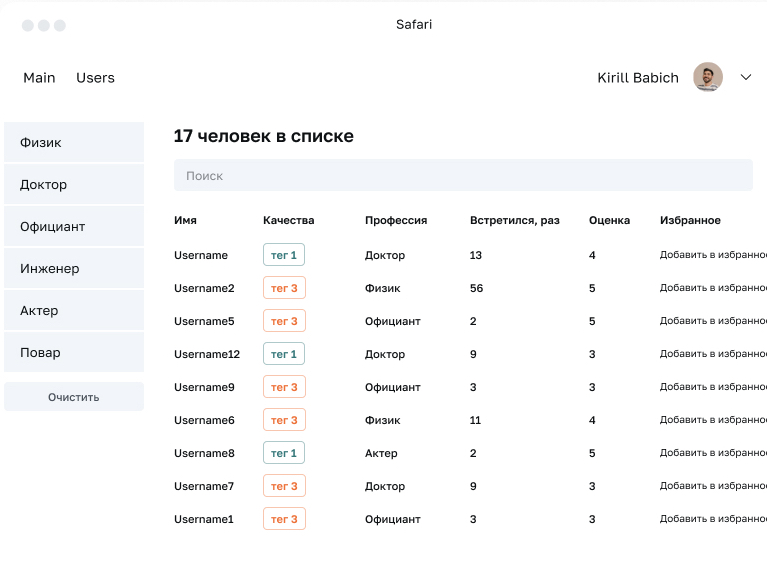 Safari
Main Users Kirill Babich
Физик
Доктор
Официант
Инженер
Актер
Повар
Очистить
17 человек в списке
Поиск
Имя Качества Профессия Встретился, раз Оценка Избранное
Username тег 1 Доктор 13 4 Добавить в избранно
Username2 тег 3 Физик 56 5 Добавить в избранно
Username5 тег 3 Официант 2 5 Добавить в избранно
Username12 тег 1 Доктор 9 3 Добавить в избранно
Username9 тег 3 Официант 3 3 Добавить в избранно
Username6 тег 3 Физик 11 4 Добавить в избранно
Username8 тег 1 Актер 2 5 Добавить в избранно
Username7 тег 3 Доктор 9 3 Добавить в избранно
Username1 тег 3 Официант 3 3 Добавить в избранно